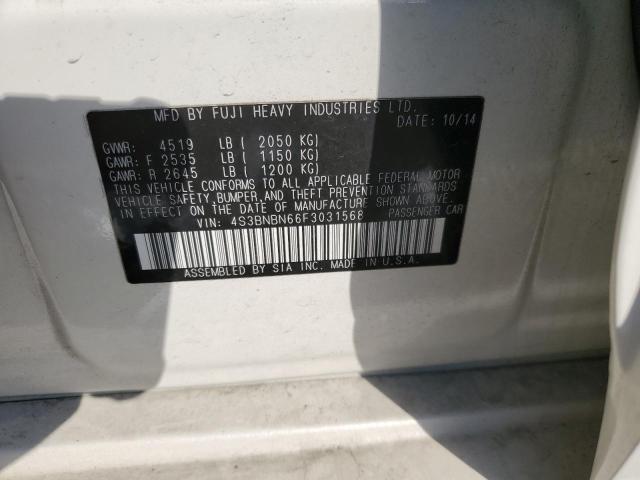 MFD BY FUJI HEAVY INDUSTRIES LTD.
DATE: 10/14
GVWR: 4519 LB ( 2050 KG)
GAWR: F 2535 LB ( 1150 KG)
GAWR: R 2645 LB ( 1200 KG)
THIS VEHICLE CONFORMS TO ALL APPLICABLE FEDERAL MOTOR
VEHICLE SAFETY, BUMPER, AND THEFT PREVENTION STANDARDS
IN EFFECT ON THE DATE OF MANUFACTURE SHOWN ABOVE.
VIN: 4S3BNBN66F3031568 PASSENGER CAR
ASSEMBLED BY SIA INC. MADE IN U.S.A.